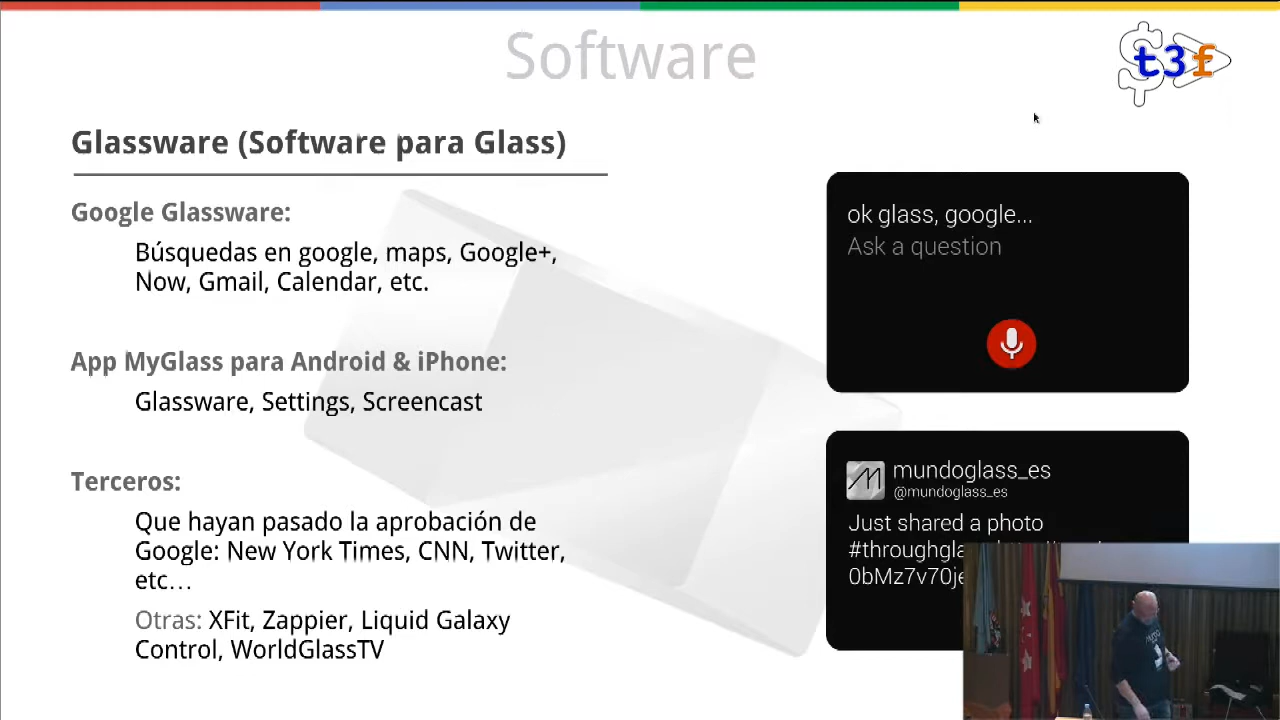 Software
t3f
Glassware (Software para Glass)
Google Glassware:
Búsquedas en google, maps, Google+,
Now, Gmail, Calendar, etc.
App MyGlass para Android & iPhone:
Glassware, Settings, Screencast
Terceros:
Que hayan pasado la aprobación de
Google: New York Times, CNN, Twitter,
etc...
Otras: XFit, Zappier, Liquid Galaxy
Control, WorldGlassTV
ok glass, google...
Ask a question
mundoglass_es
@mundoglass_es
Just shared a photo